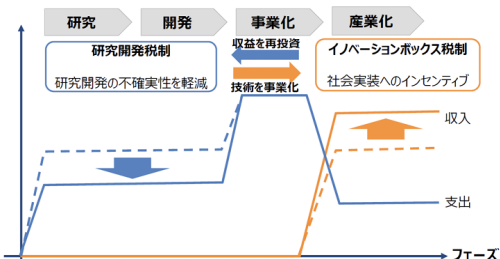 研究
開発
事業化
産業化
研究開発税制
研究開発の不確実性を軽減
収益を再投資
技術を事業化
イノベーションボックス税制
社会実装へのインセンティブ
収入
支出
フェーズ